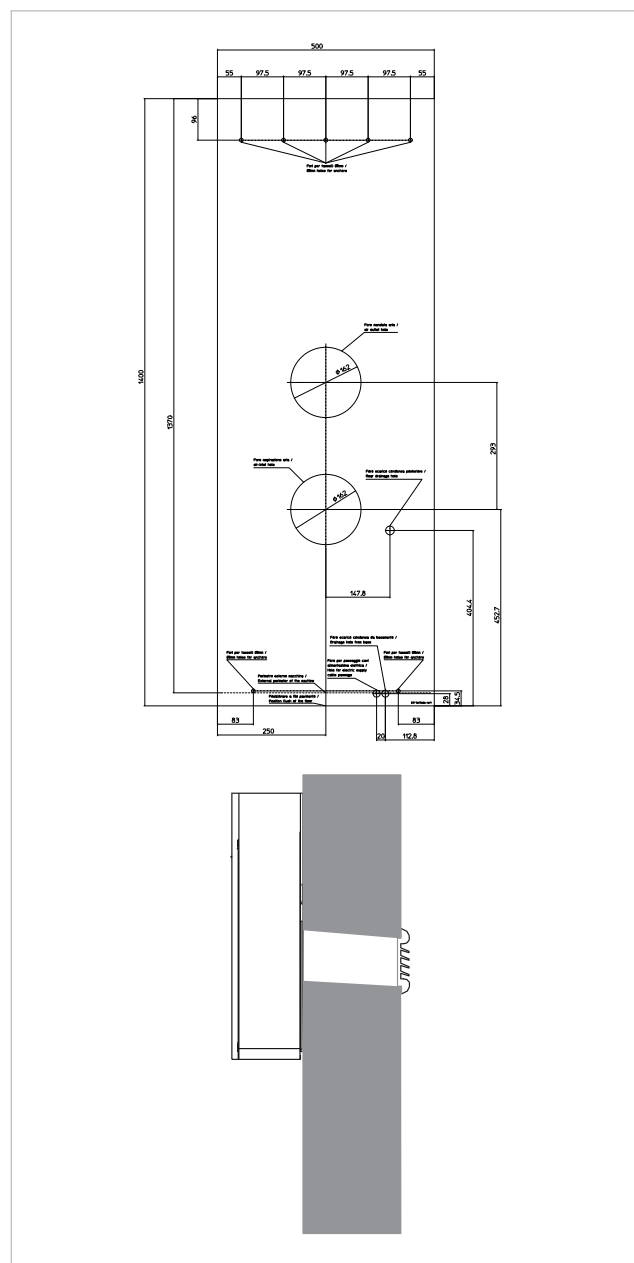 500
55 97.5 97.5 97.5 97.5 55
96
Fori per tasselli Ø8mm /
Ø8mm holes for anchors
1400
1370
Foro mandata aria /
air outlet hole
Ø 162
293
Foro aspirazione aria /
air-inlet hole
Foro scarico condensa posteriore /
Rear drainage hole
Ø 162
147.8
404.4
452.7
Foro scarico condensa da basamento /
Drainage hole from base
Fori per tasselli Ø8mm /
Ø8mm holes for anchors
Foro per passaggio cavi
alimentazione elettrica /
Hole for electric supply
cable passage
Fori per tasselli Ø8mm /
Ø8mm holes for anchors
Perimetro esterno macchina /
External perimeter of the machine
Posizionare a filo pavimento /
Position flush of the floor
28
34.5
83
83
250
20
112.8